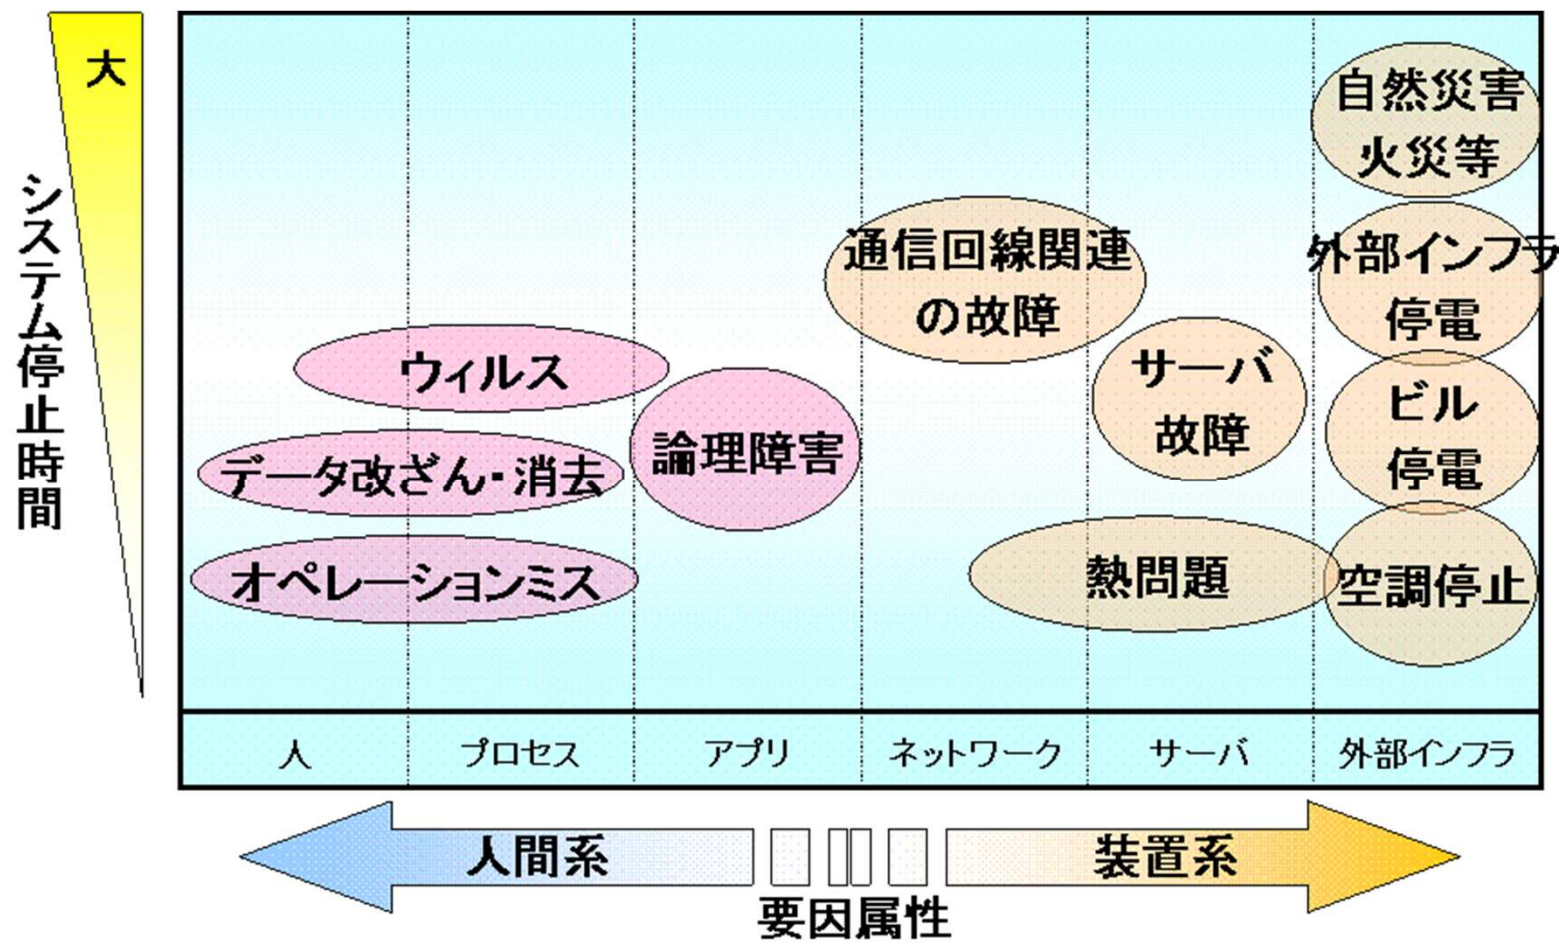 大
システム停止時間
自然災害
火災等
通信回線関連
の故障
外部インフラ
停電
ウィルス
サーバ
故障
ビル
停電
論理障害
データ改ざん・消去
オペレーションミス
熱問題
空調停止
人
プロセス
アプリ
ネットワーク
サーバ
外部インフラ
人間系
装置系
要因属性